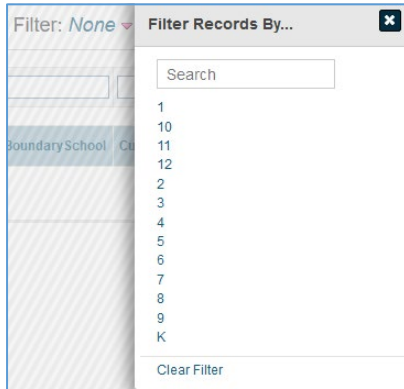 Filter: None
Filter Records By...
Search
Boundary School Cu
1
10
11
12
2
3
4
5
6
7
8
9
K
Clear Filter